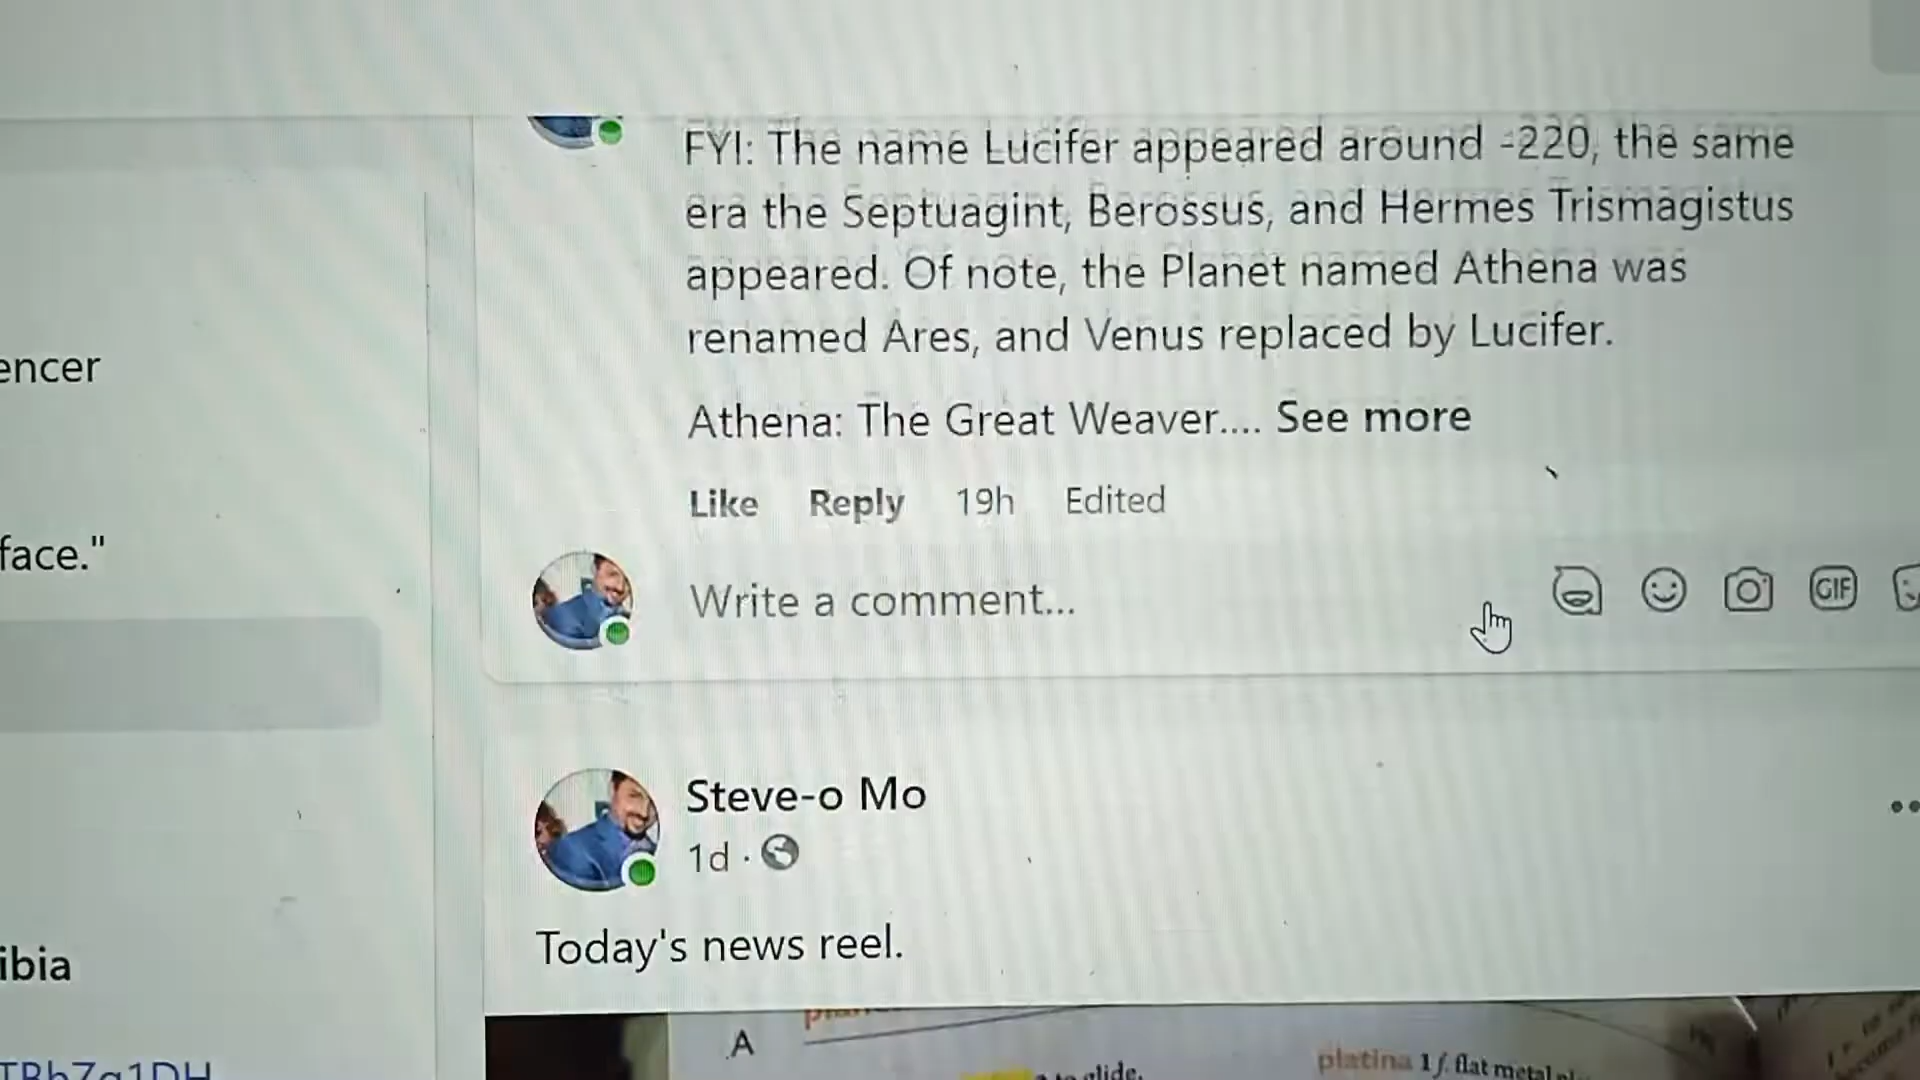 FYI: The name Lucifer appeared around -220, the same
era the Septuagint, Berossus, and Hermes Trismagistus
appeared. Of note, the Planet named Athena was
renamed Ares, and Venus replaced by Lucifer.
Athena: The Great Weaver.... See more
Like Reply 19h Edited
Write a comment...
GIF
Steve-o Mo
1d
Today's news reel.
encer
face."
ibia
A
to glide.
platina 1 f. flat metal